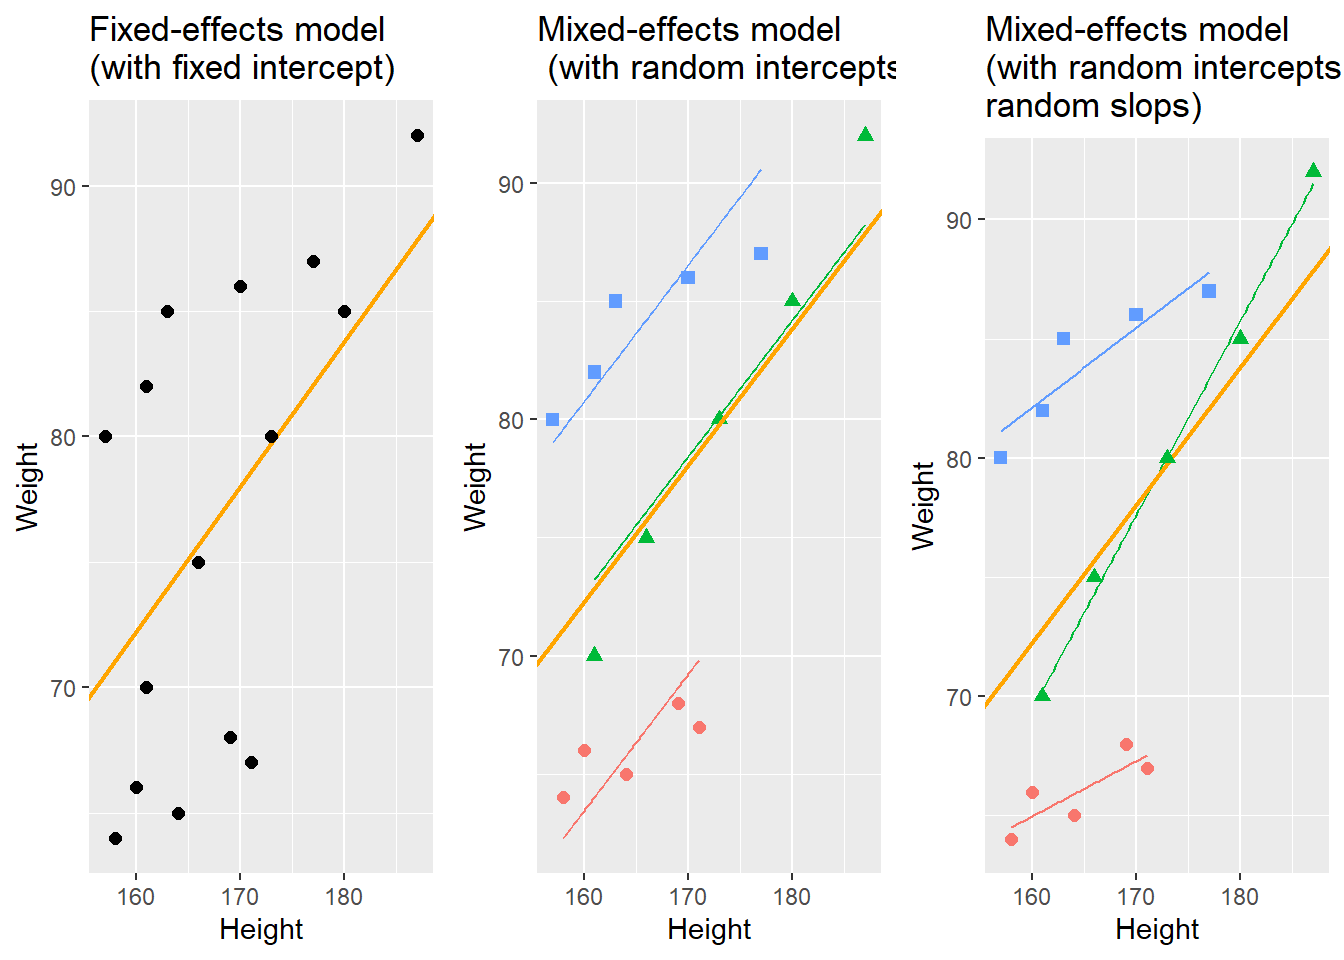 Fixed-effects model
(with fixed intercept)
Weight
90
80
70
160
170
180
Height
Mixed-effects model
(with random intercepts
Weight
90
80
70
160
170
180
Height
Mixed-effects model
(with random intercepts
random slops)
Weight
90
80
70
160
170
180
Height